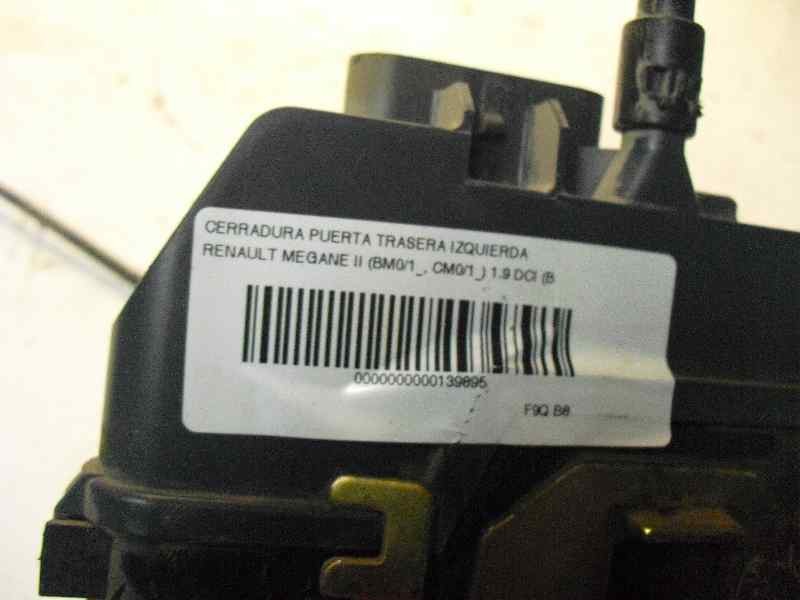 CERRADURA PUERTA TRASERA IZQUIERDA
RENAULT MEGANE II (BM0/1_, CM0/1_) 1.9 DCI (B
0000000000139895
F9Q B8